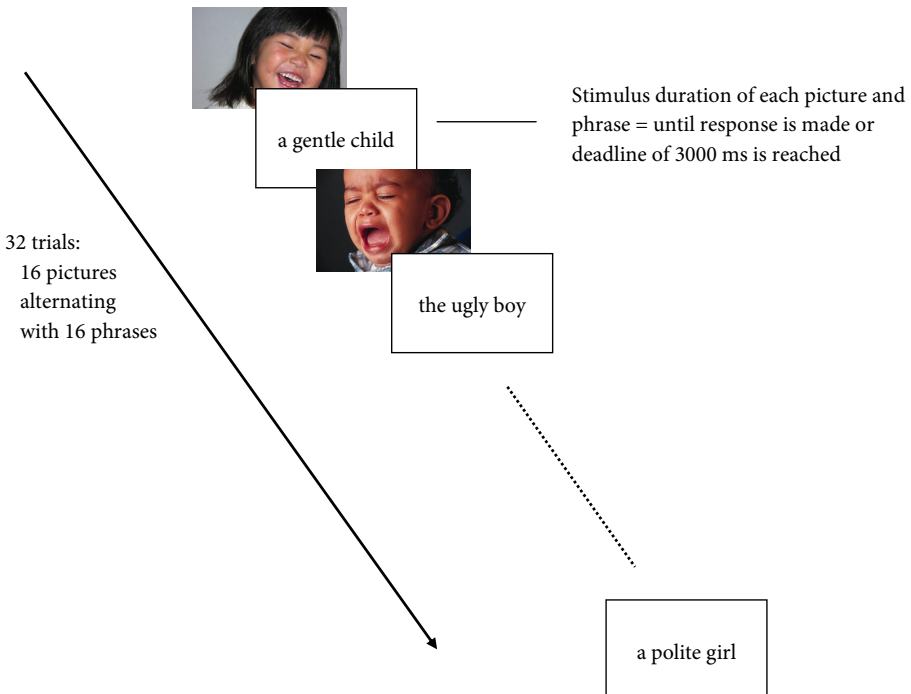 a gentle child
Stimulus duration of each picture and
phrase = until response is made or
deadline of 3000 ms is reached
32 trials:
16 pictures
alternating
with 16 phrases
the ugly boy
a polite girl